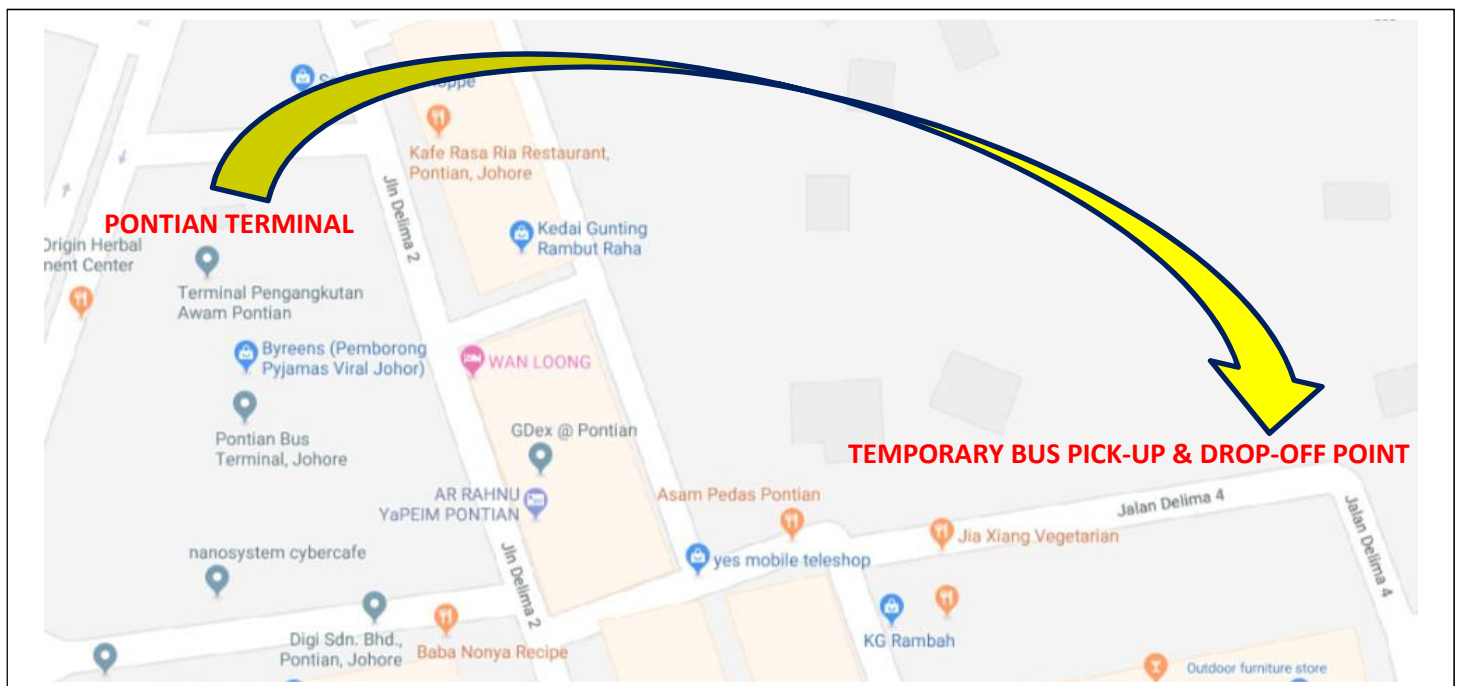 oppe
Kafe Rasa Ria Restaurant,
Pontian, Johore
Jln Delima 2
PONTIAN TERMINAL
Kedai Gunting
Rambut Raha
Origin Herbal
ment Center
Terminal Pengangkutan
Awam Pontian
Byreens (Pemborong
Pyjamas Viral Johor)
WAN LOONG
Pontian Bus
Terminal, Johore
GDex @ Pontian
TEMPORARY BUS PICK-UP & DROP-OFF POINT
AR RAHNU
YaPEIM PONTIAN
Asam Pedas Pontian
Jalan Delima 4
Jia Xiang Vegetarian
Jalan Delima 4
nanosystem cybercafe
Jln Delima 2
yes mobile teleshop
Digi Sdn. Bhd.,
Pontian, Johore
Baba Nonya Recipe
KG Rambah
Outdoor furniture store